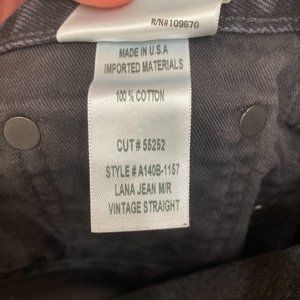 R/N#109670
MADE IN U.S.A
IMPORTED MATERIALS
100% COTTON
CUT # 55252
STYLE # A140B-1157
LANA JEAN M/R
VINTAGE STRAIGHT